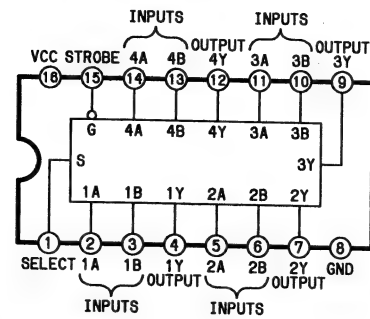 INPUTS INPUTS
VCC STROBE 4A 4B OUTPUT 4Y 3A 3B OUTPUT 3Y
16 15 14 13 12 11 10 9
G 4A 4B 4Y 3A 3B
S 3Y
1A 1B 1Y 2A 2B 2Y
1 2 3 4 5 6 7 8
SELECT 1A 1B OUTPUT 1Y 2A 2B OUTPUT 2Y GND
INPUTS INPUTS